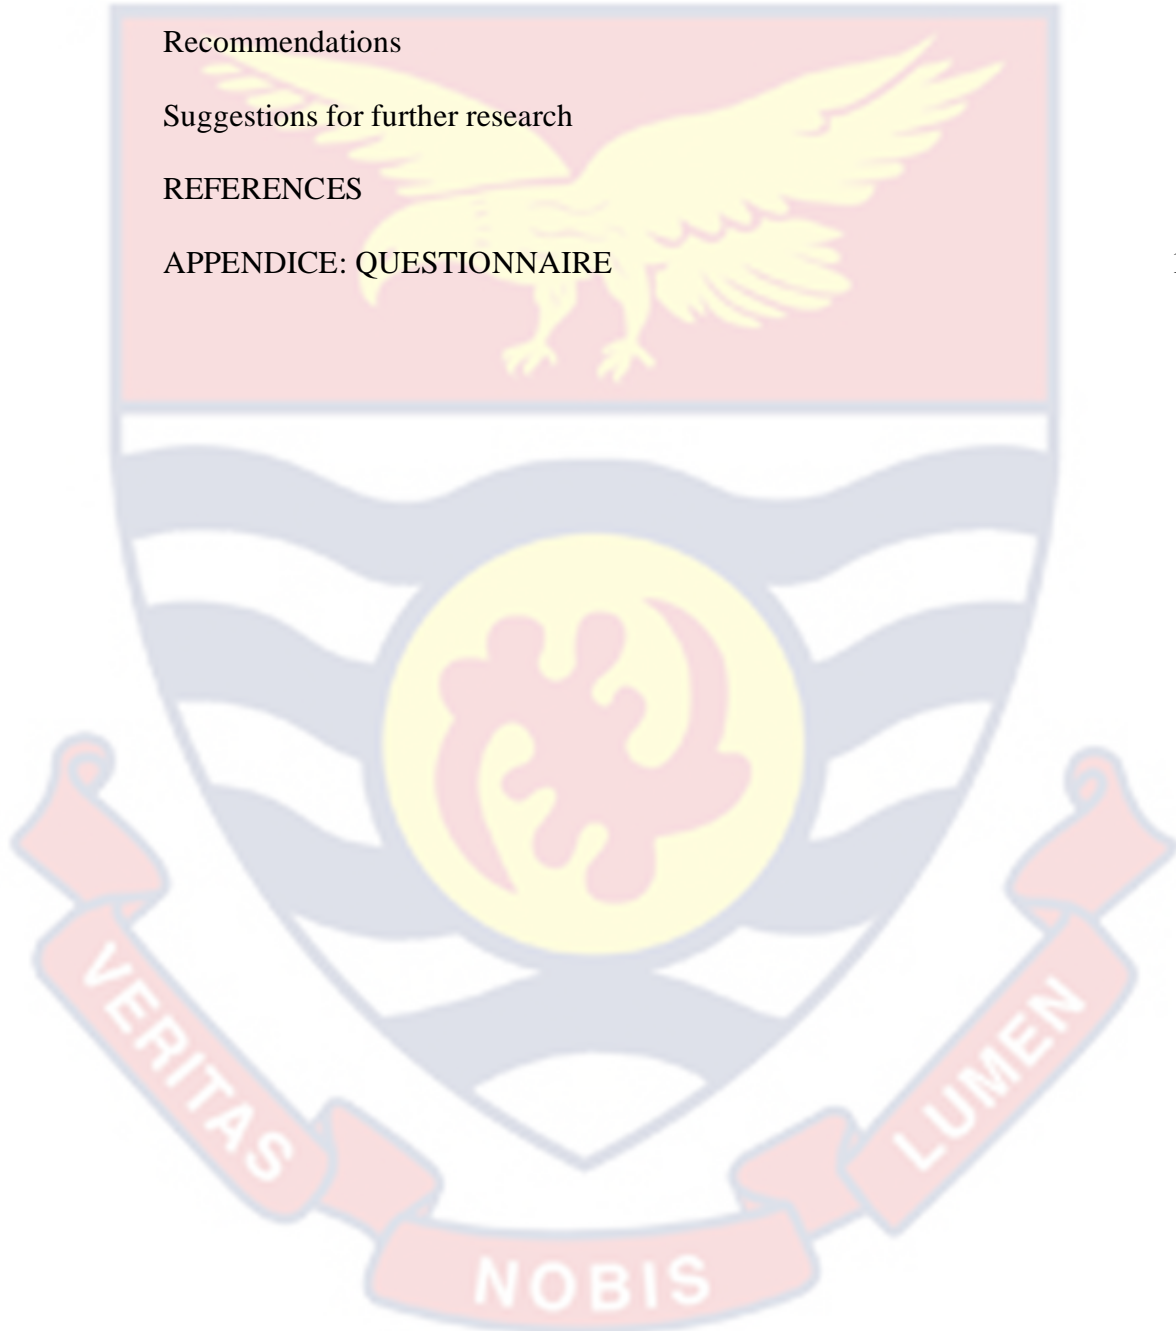 Recommendations
Suggestions for further research
REFERENCES
APPENDICE: QUESTIONNAIRE
VERITAS
NOBIS
LUMEN